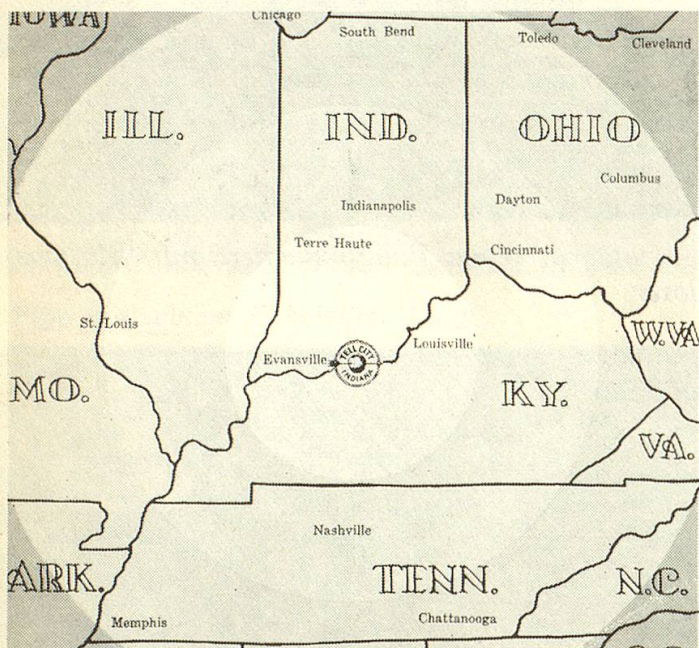 IOWA
Chicago
South Bend
Toledo
Cleveland
ILL.
IND.
OHIO
Columbus
Indianapolis
Dayton
Terre Haute
Cincinnati
St. Louis
Louisville
W.VA
Evansville
TELL CITY
INDIANA
MO.
KY.
VA.
Nashville
ARK.
TENN.
N.C.
Memphis
Chattanooga